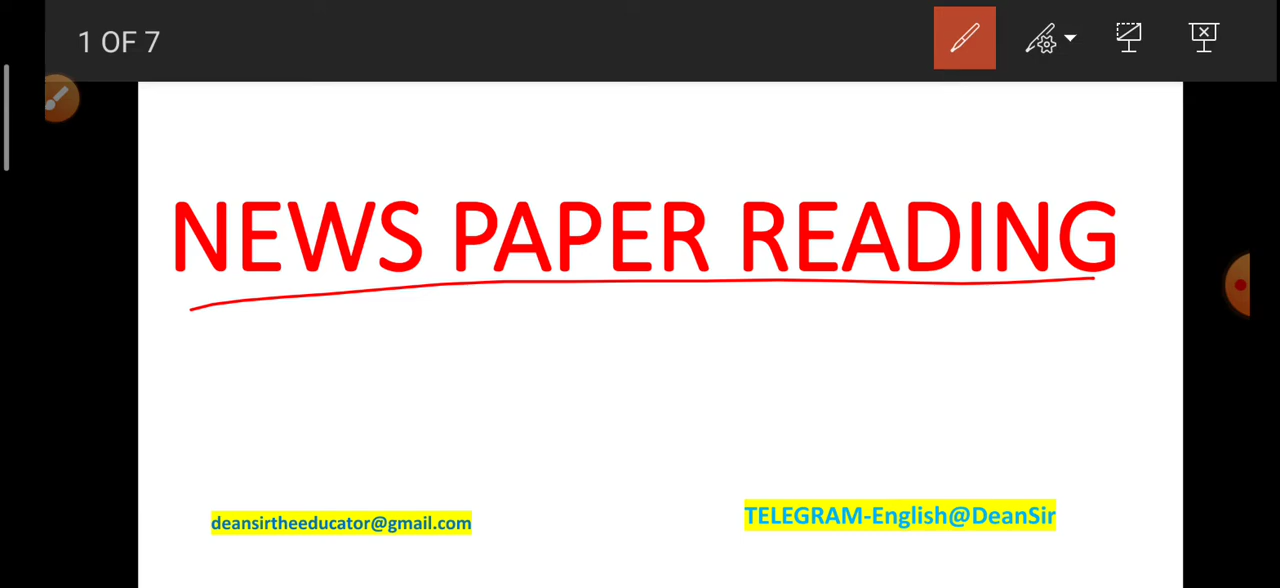 1 OF 7
NEWS PAPER READING
deansirtheeducator@gmail.com
TELEGRAM-English@DeanSir